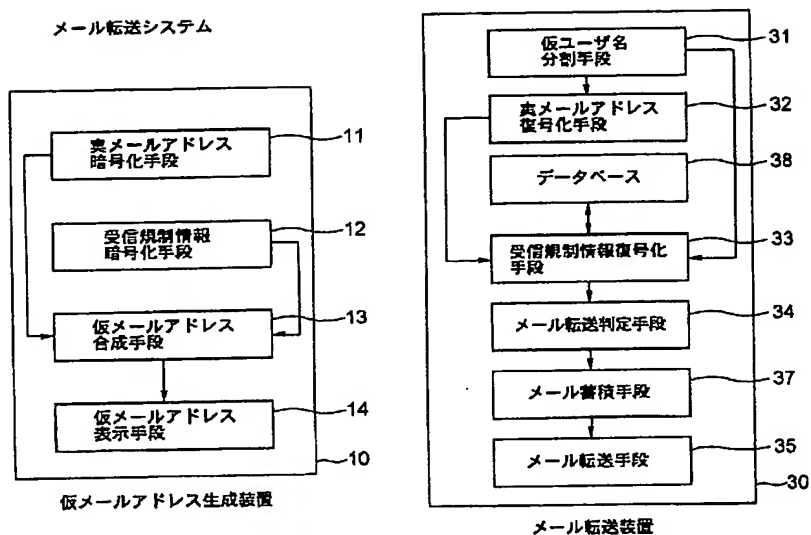 メール転送システム
実メールアドレス
暗号化手段
11
受信規制情報
暗号化手段
12
仮メールアドレス
合成手段
13
仮メールアドレス
表示手段
14
10
仮メールアドレス生成装置
仮ユーザ名
分割手段
31
実メールアドレス
復号化手段
32
データベース
38
受信規制情報復号化
手段
33
メール転送判定手段
34
メール蓄積手段
37
メール転送手段
35
30
メール転送装置